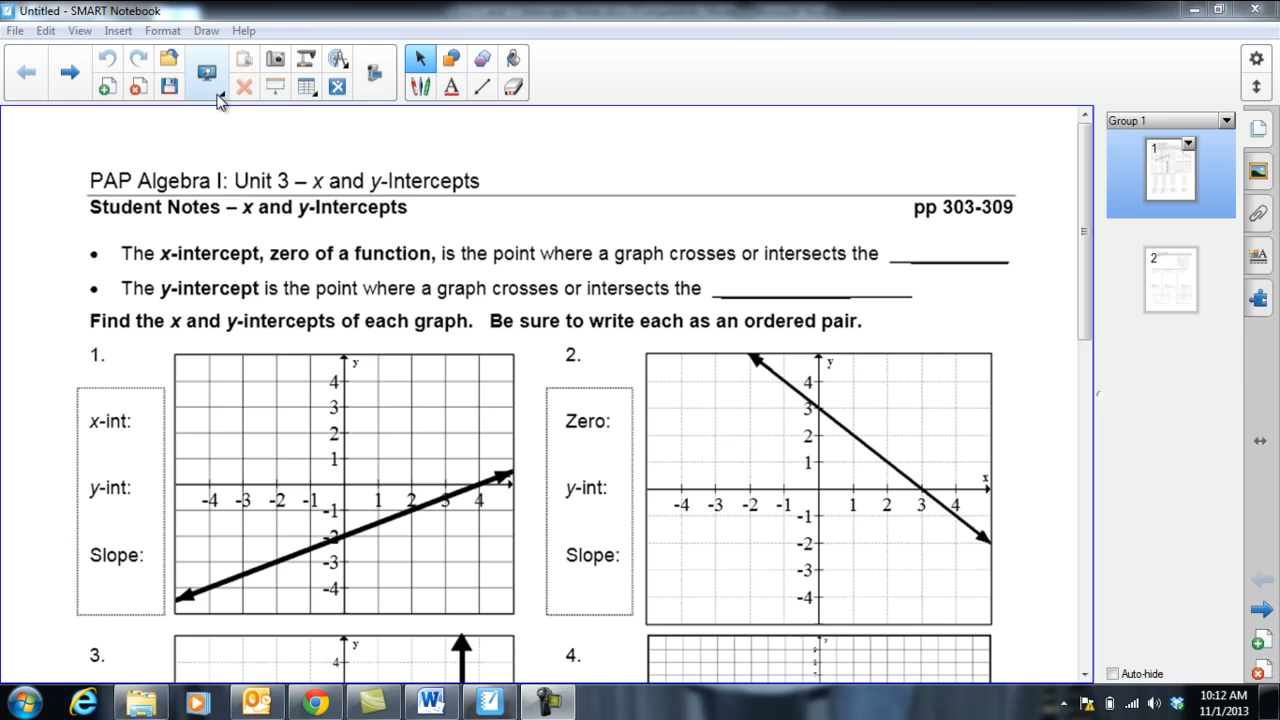 Untitled - SMART Notebook
File Edit View Insert Format Draw Help
Group 1
1
2
PAP Algebra I: Unit 3 – x and y-Intercepts
Student Notes – x and y-Intercepts pp 303-309
• The x-intercept, zero of a function, is the point where a graph crosses or intersects the ___________
• The y-intercept is the point where a graph crosses or intersects the ___________________
Find the x and y-intercepts of each graph. Be sure to write each as an ordered pair.
1.
x-int:
y-int:
Slope:
y
4
3
2
1
-4 -3 -2 -1 1 2 3 4
-1
-2
-3
-4
2.
Zero:
y-int:
Slope:
y
4
3
2
1
x
-4 -3 -2 -1 1 2 3 4
-1
-2
-3
-4
3.
y
4
4.
y
Auto-hide
10:12 AM
11/1/2013